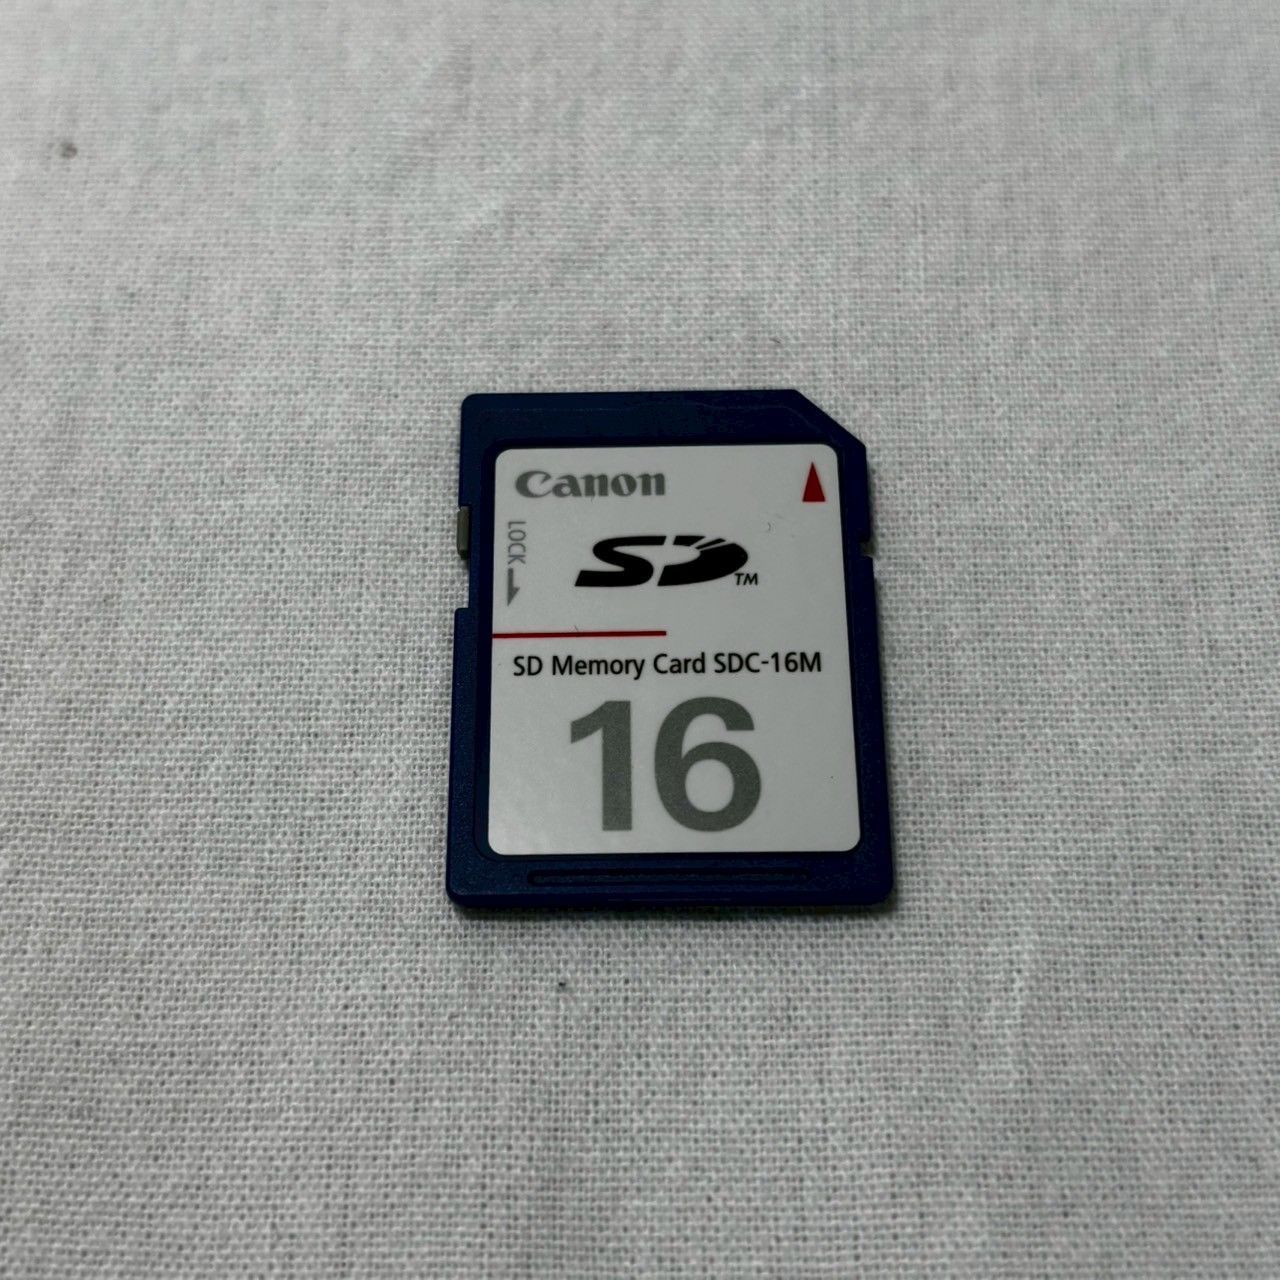 Canon
LOCK
SD™
SD Memory Card SDC-16M
16